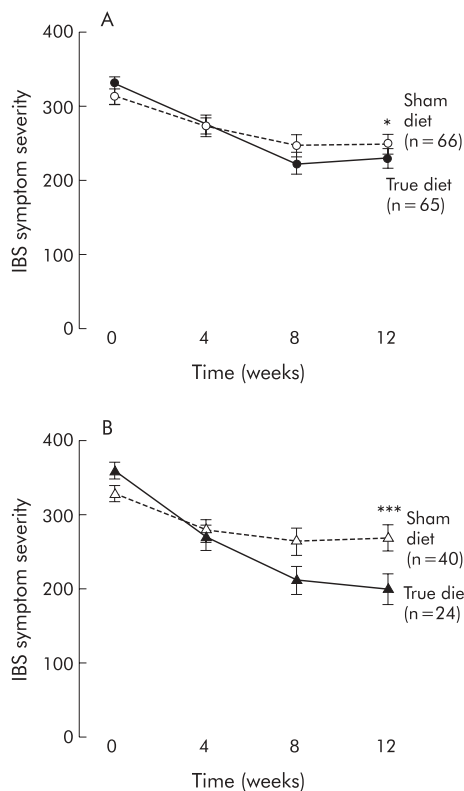 A
400
300
200
100
0
IBS symptom severity
0
4
8
12
Time (weeks)
*
Sham
diet
(n = 66)
True diet
(n = 65)
B
400
300
200
100
0
IBS symptom severity
0
4
8
12
Time (weeks)
***
Sham
diet
(n = 40)
True die
(n = 24)